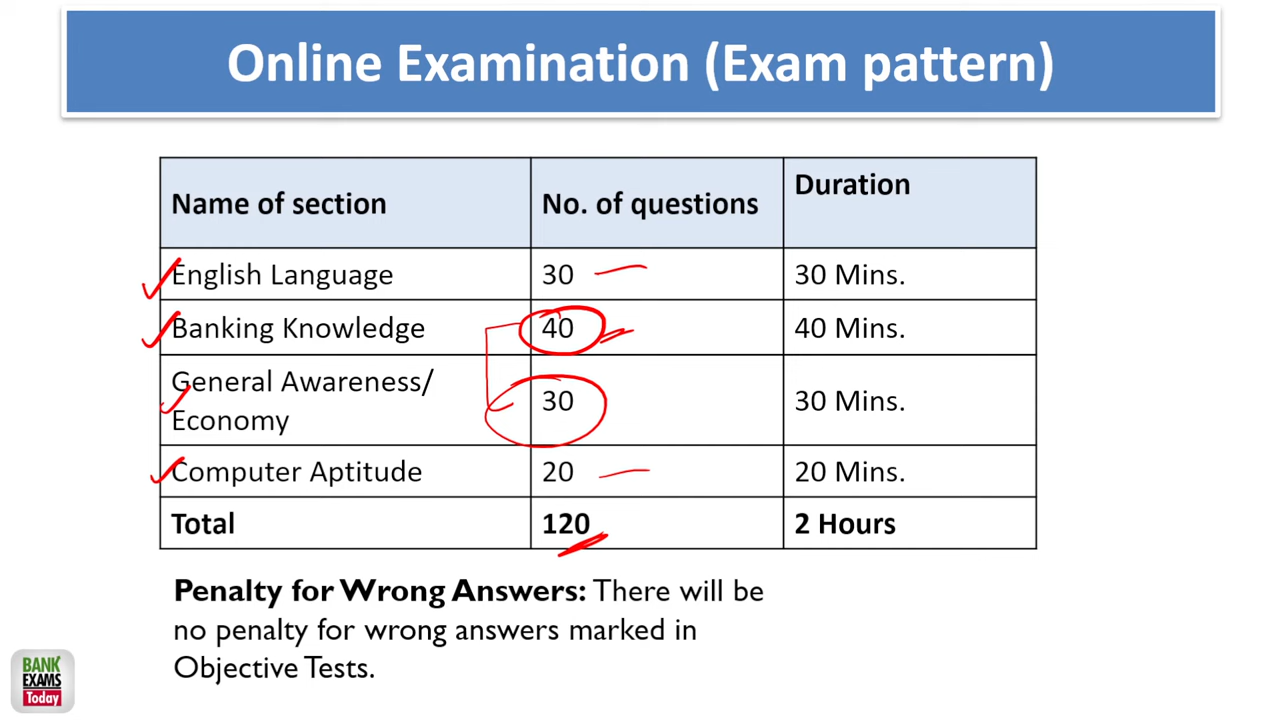 Online Examination (Exam pattern)
Name of section No. of questions Duration
English Language 30 30 Mins.
Banking Knowledge 40 40 Mins.
General Awareness/
Economy 30 30 Mins.
Computer Aptitude 20 20 Mins.
Total 120 2 Hours
Penalty for Wrong Answers: There will be
no penalty for wrong answers marked in
Objective Tests.
BANK
EXAMS
Today